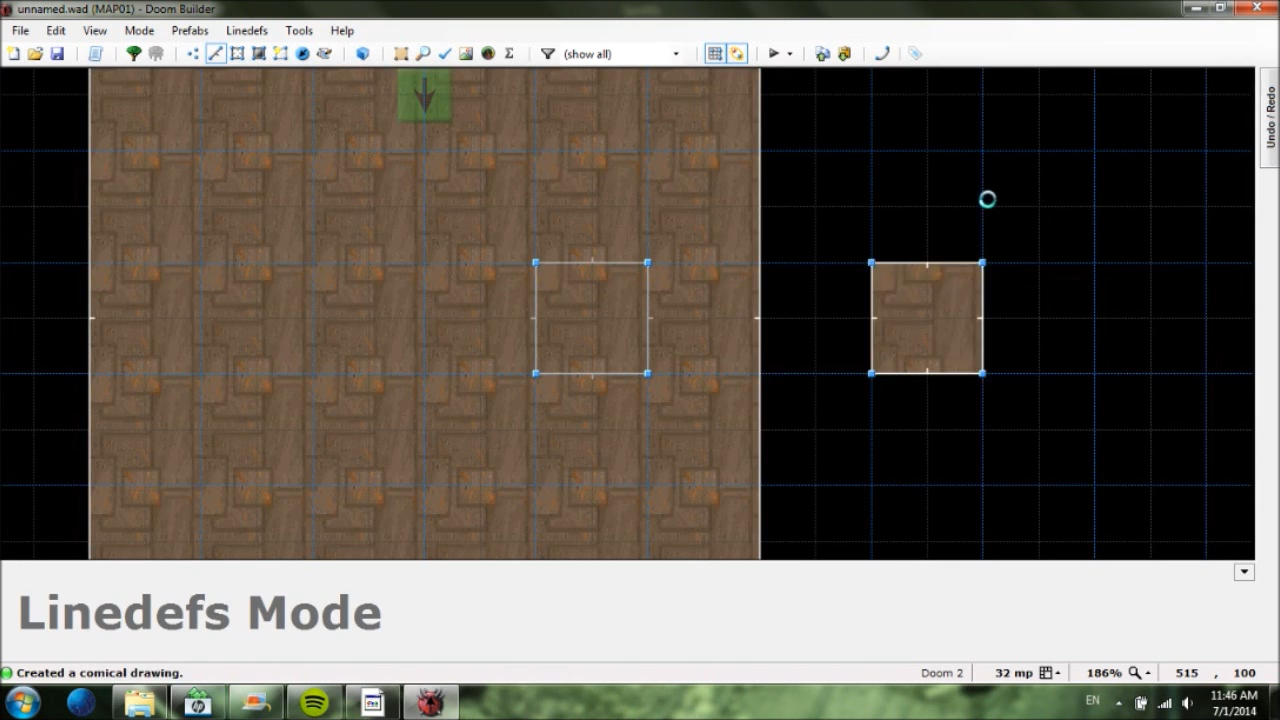 unnamed.wad (MAP01) - Doom Builder
File Edit View Mode Prefabs Linedefs Tools Help
(show all)
Undo / Redo
Linedefs Mode
Created a comical drawing.
Doom 2
32 mp
186%
515 , 100
EN
11:46 AM
7/1/2014